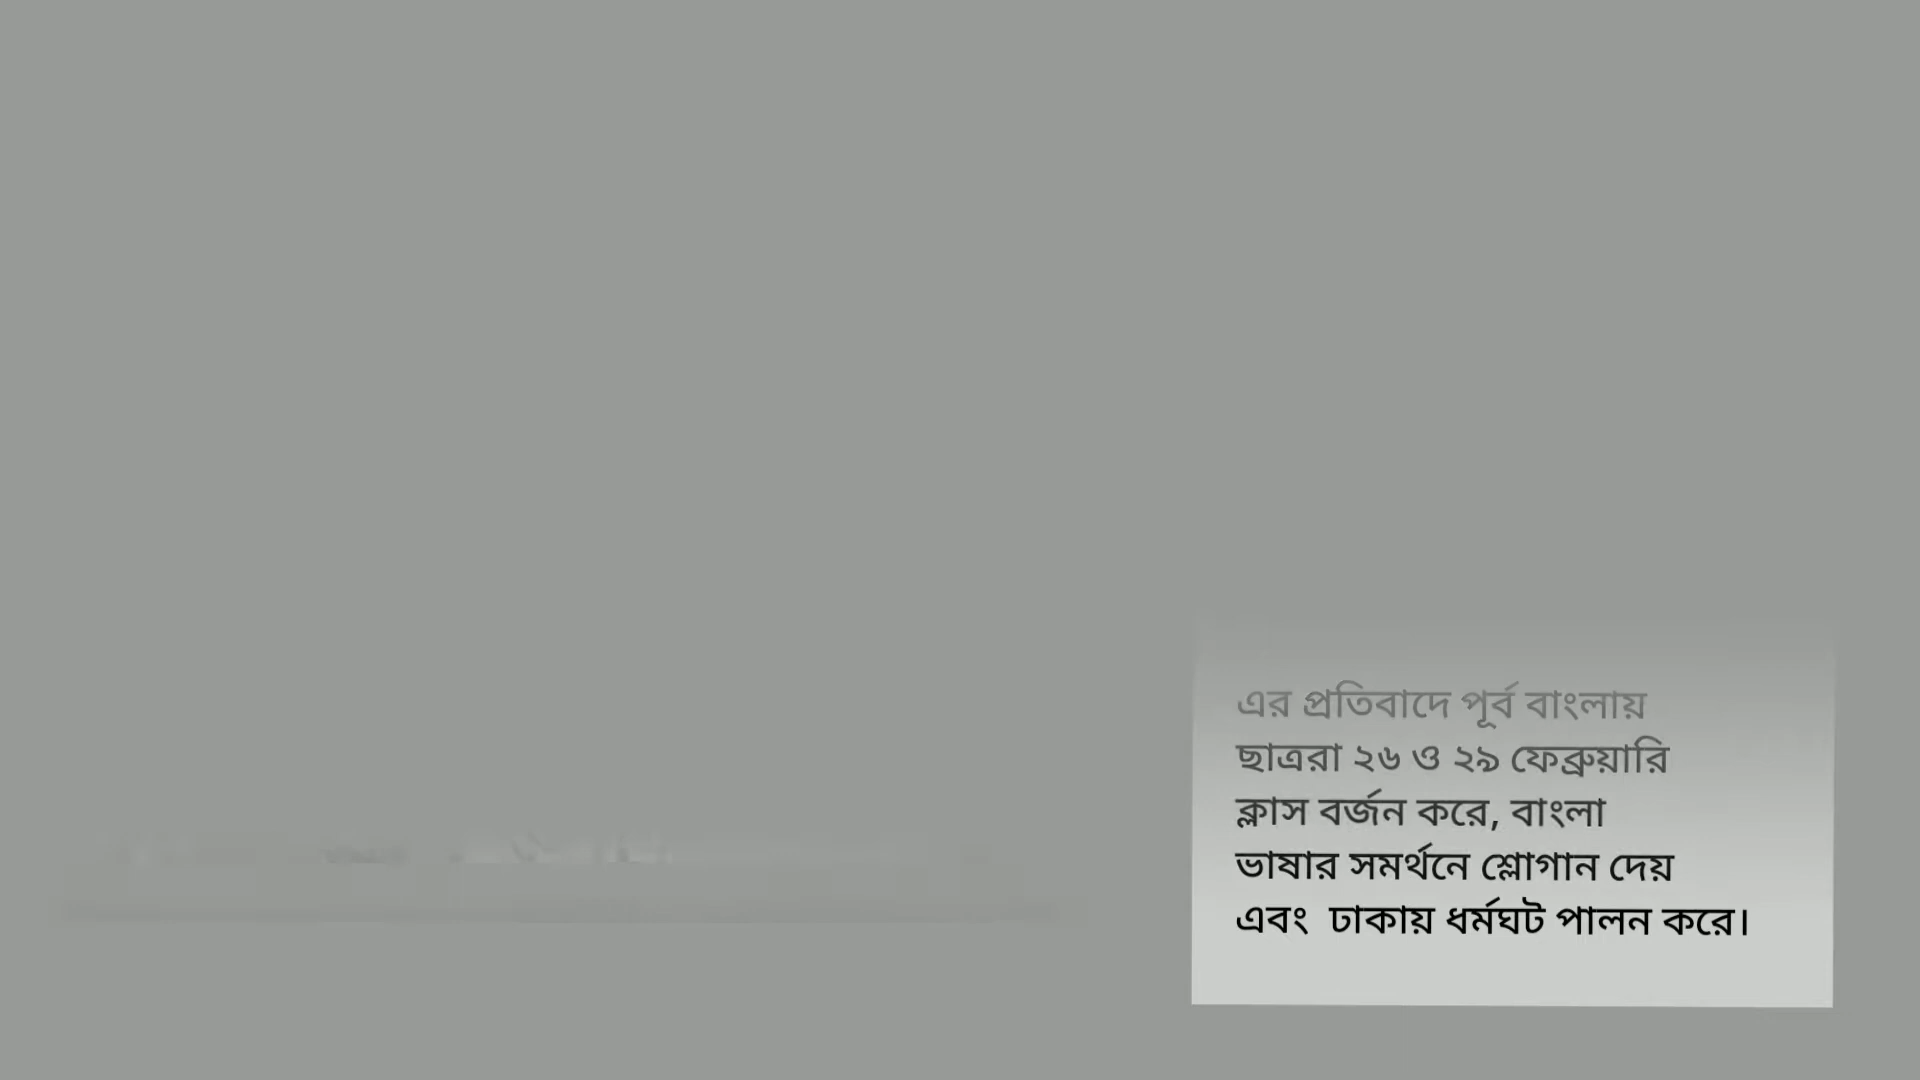 এর প্রতিবাদে পূর্ব বাংলায়
ছাত্ররা ২৬ ও ২৯ ফেব্রুয়ারি
ক্লাস বর্জন করে, বাংলা
ভাষার সমর্থনে শ্লোগান দেয়
এবং  ঢাকায় ধর্মঘট পালন করে।